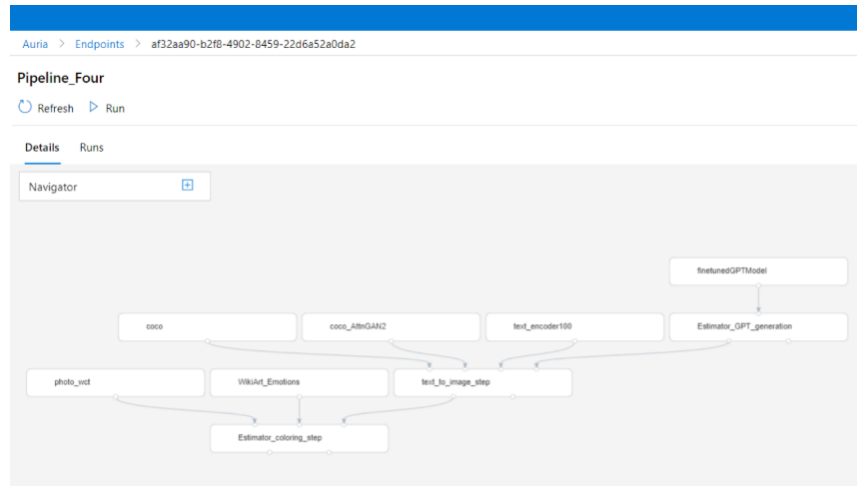 Auria > Endpoints > af32aa90-b2f8-4902-8459-22d6a52a0da2
Pipeline_Four
Refresh Run
Details Runs
Navigator
finetunedGPTModel
coco coco_AttnGAN2 text_encoder100 Estimator_GPT_generation
photo_wct WikiArt_Emotions text_to_image_step
Estimator_coloring_step